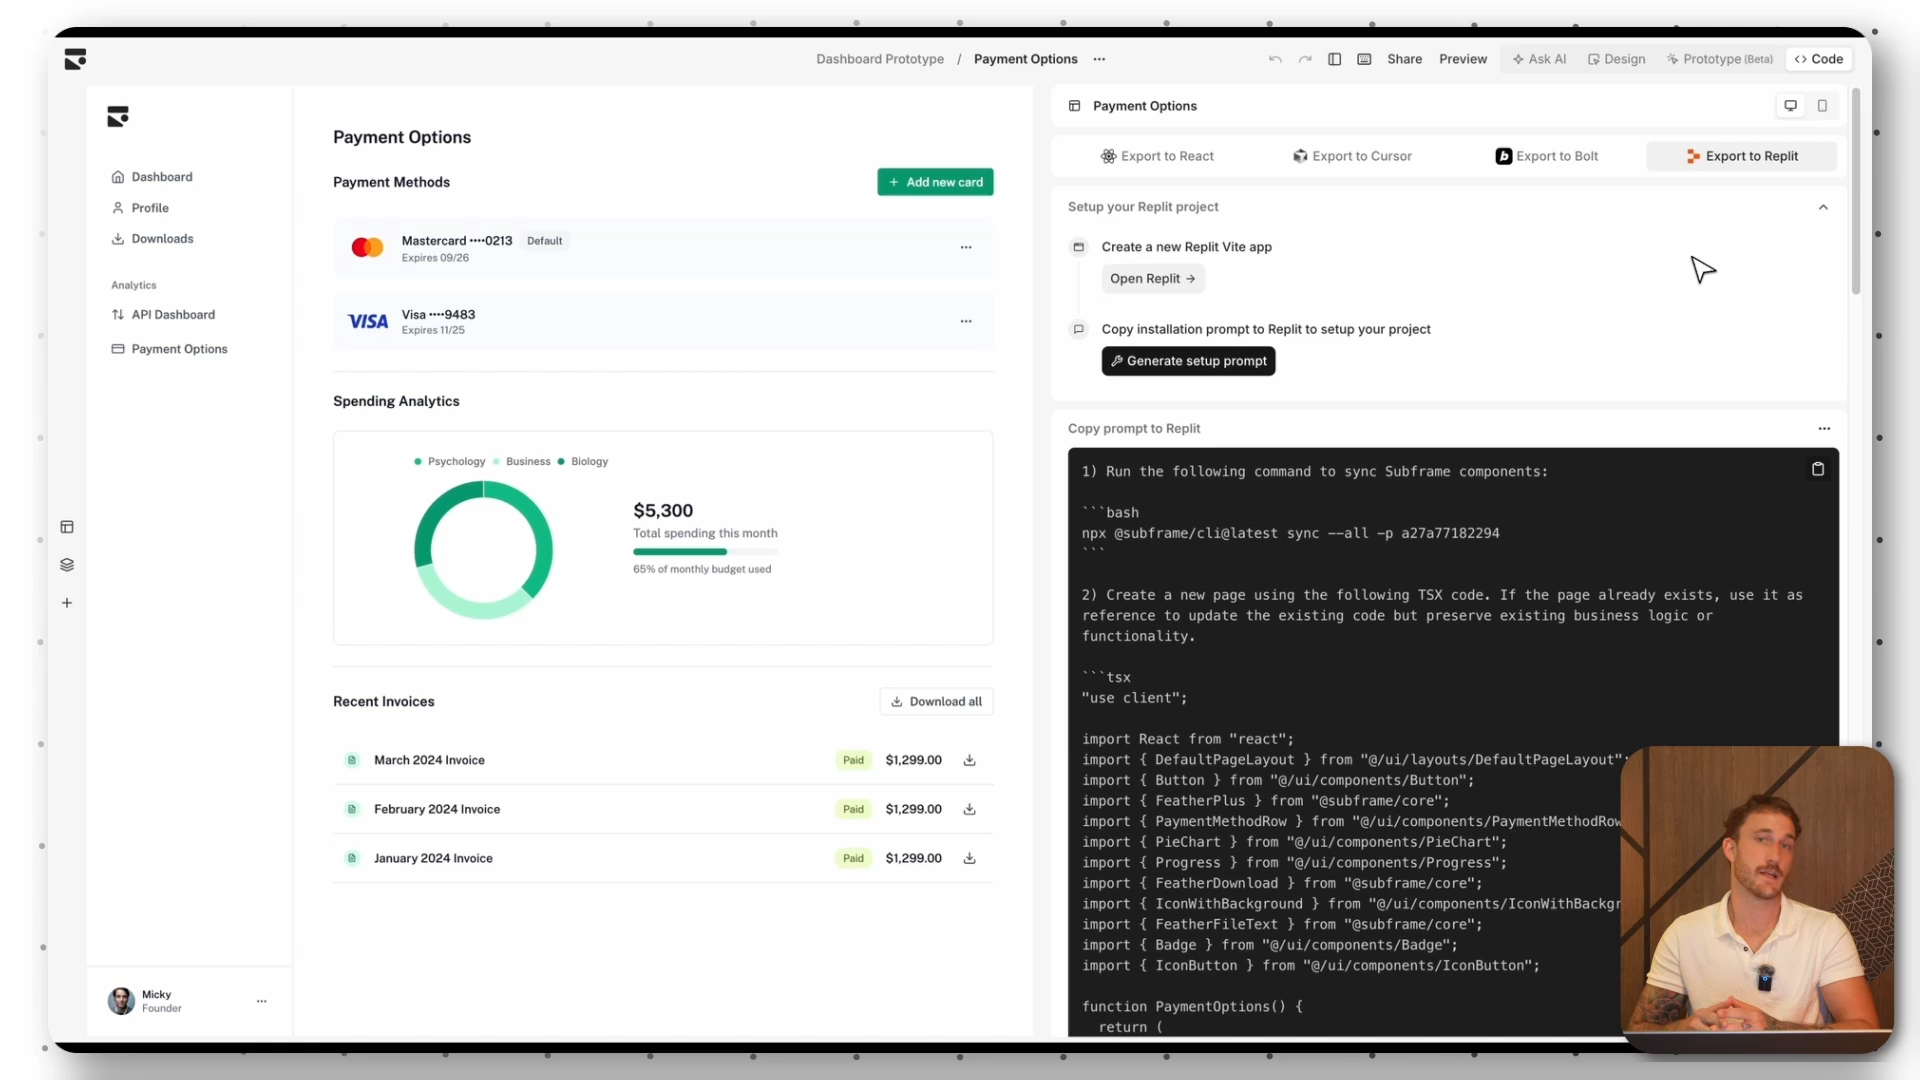 Dashboard Prototype / Payment Options
Share
Preview
Ask AI
Design
Prototype (Beta)
<> Code
Dashboard
Profile
Downloads
Analytics
API Dashboard
Payment Options
Micky
Founder
Payment Options
Payment Methods
+ Add new card
Mastercard ••••0213 Default
Expires 09/26
VISA
Visa ••••9483
Expires 11/25
Spending Analytics
Psychology Business Biology
$5,300
Total spending this month
65% of monthly budget used
Recent Invoices
Download all
March 2024 Invoice Paid $1,299.00
February 2024 Invoice Paid $1,299.00
January 2024 Invoice Paid $1,299.00
Payment Options
Export to React
Export to Cursor
b Export to Bolt
Export to Replit
Setup your Replit project
Create a new Replit Vite app
Open Replit →
Copy installation prompt to Replit to setup your project
Generate setup prompt
Copy prompt to Replit
1) Run the following command to sync Subframe components:
```bash
npx @subframe/cli@latest sync --all -p a27a77182294
```
2) Create a new page using the following TSX code. If the page already exists, use it as
reference to update the existing code but preserve existing business logic or
functionality.
```tsx
"use client";
import React from "react";
import { DefaultPageLayout } from "@/ui/layouts/DefaultPageLayout";
import { Button } from "@/ui/components/Button";
import { FeatherPlus } from "@subframe/core";
import { PaymentMethodRow } from "@/ui/components/PaymentMethodRow
import { PieChart } from "@/ui/components/PieChart";
import { Progress } from "@/ui/components/Progress";
import { FeatherDownload } from "@subframe/core";
import { IconWithBackground } from "@/ui/components/IconWithBackgr
import { FeatherFileText } from "@subframe/core";
import { Badge } from "@/ui/components/Badge";
import { IconButton } from "@/ui/components/IconButton";
function PaymentOptions() {
return (